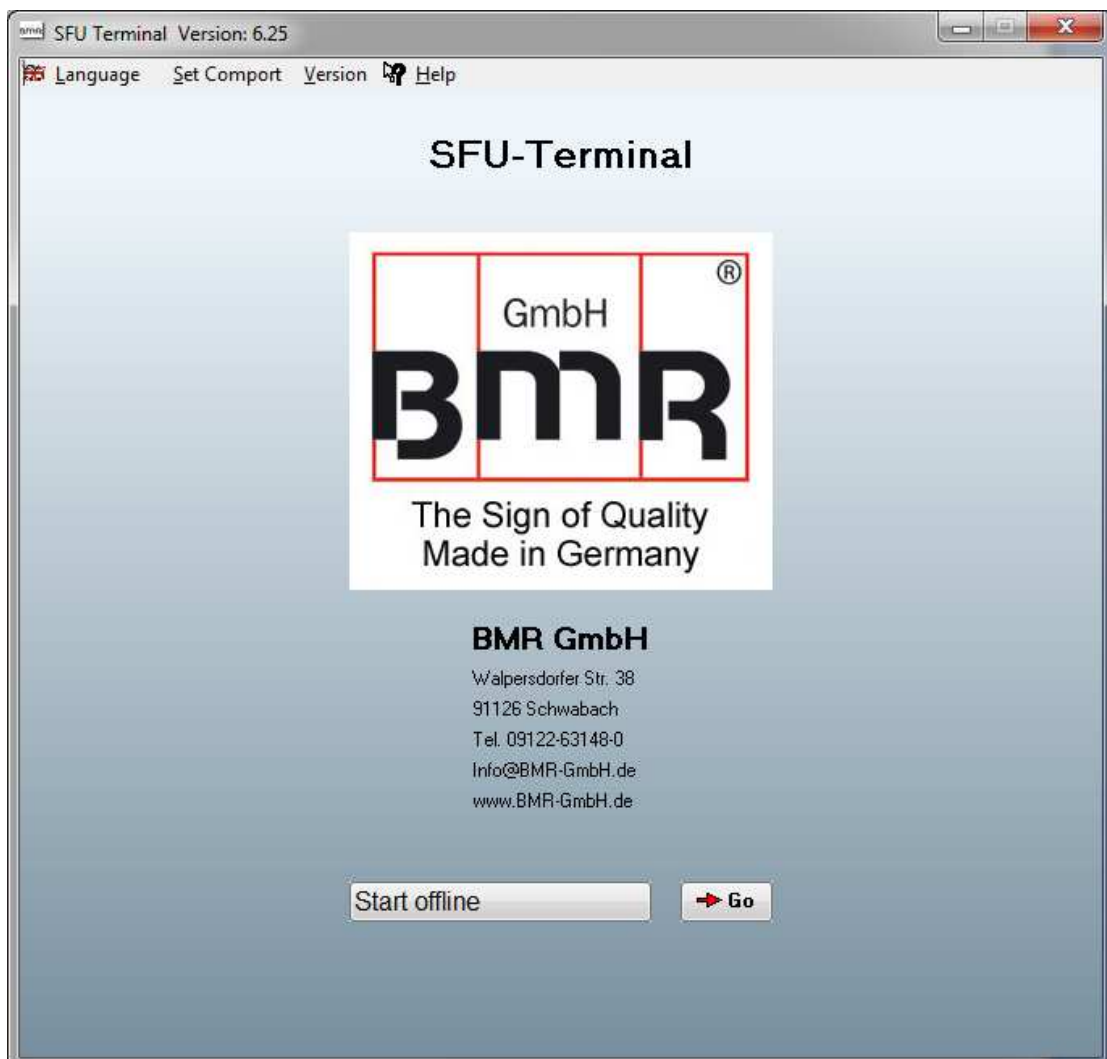 SFU Terminal Version: 6.25
Language Set Comport Version Help
SFU-Terminal
®
GmbH
BMR
The Sign of Quality
Made in Germany
BMR GmbH
Walpersdorfer Str. 38
91126 Schwabach
Tel. 09122-63148-0
Info@BMR-GmbH.de
www.BMR-GmbH.de
Start offline Go